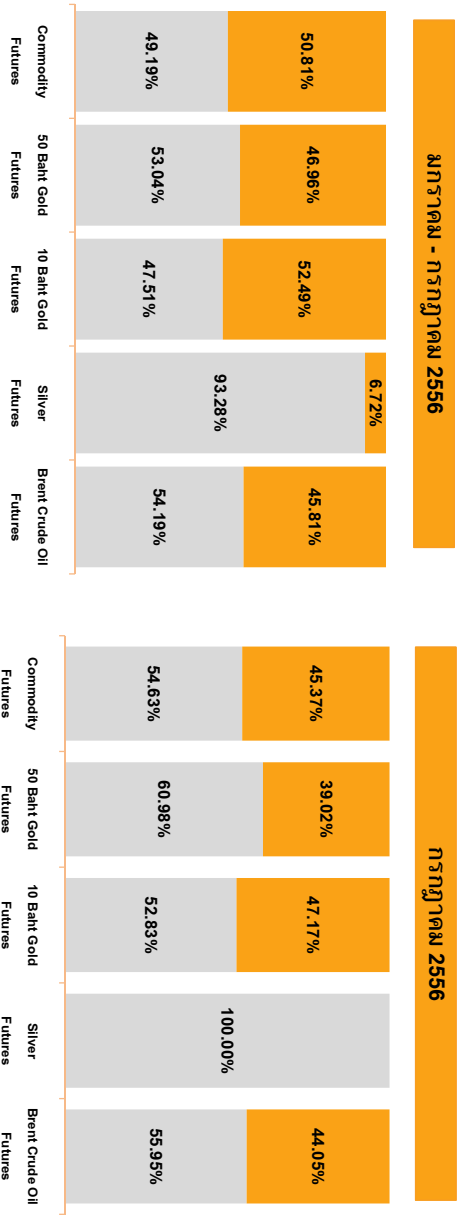 มกราคม - กรกฎาคม 2556
50.81%
46.96%
52.49%
6.72%
45.81%
49.19%
53.04%
47.51%
93.28%
54.19%
Commodity
Futures
50 Baht Gold
Futures
10 Baht Gold
Futures
Silver
Futures
Brent Crude Oil
Futures
กรกฎาคม 2556
45.37%
39.02%
47.17%
44.05%
54.63%
60.98%
52.83%
100.00%
55.95%
Commodity
Futures
50 Baht Gold
Futures
10 Baht Gold
Futures
Silver
Futures
Brent Crude Oil
Futures